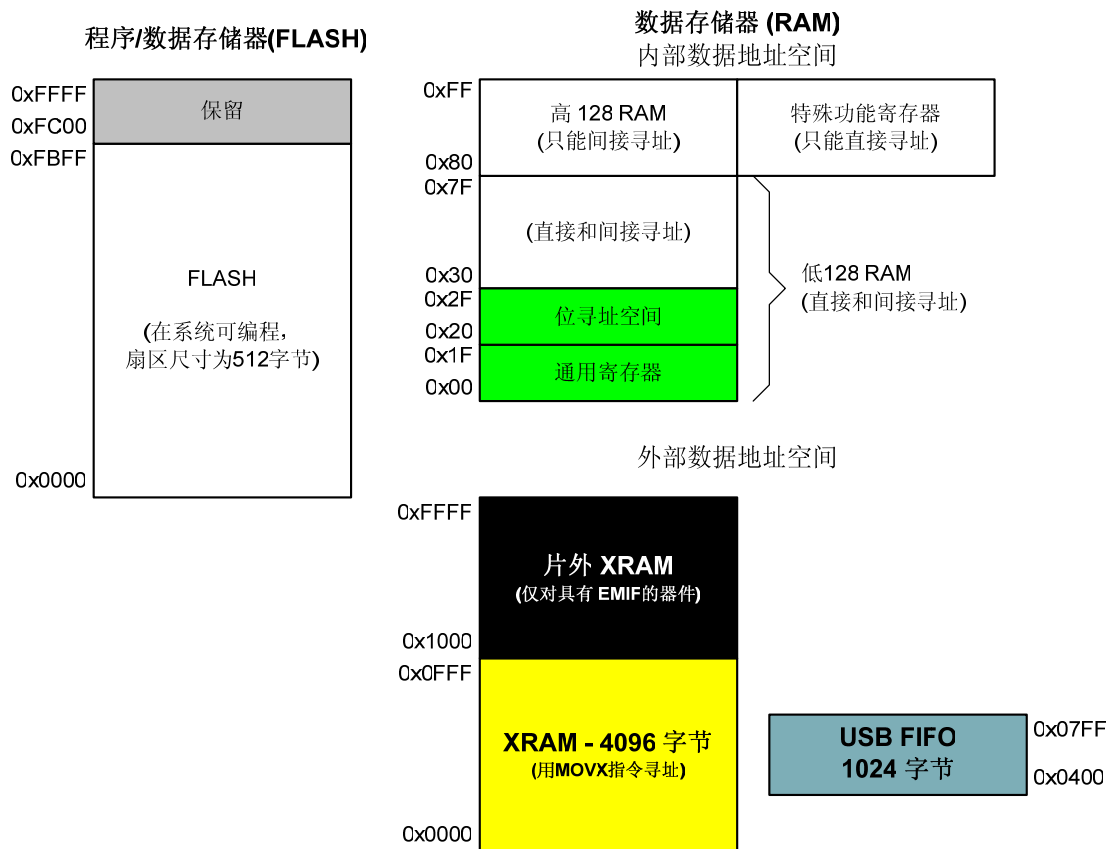 程序/数据存储器(FLASH)
0xFFFF
保留
0xFC00
0xFBFF
FLASH
(在系统可编程，
扇区尺寸为512字节)
0x0000
数据存储器 (RAM)
内部数据地址空间
0xFF
高 128 RAM
(只能间接寻址)
特殊功能寄存器
(只能直接寻址)
0x80
0x7F
(直接和间接寻址)
0x30
0x2F
位寻址空间
0x20
0x1F
通用寄存器
0x00
低128 RAM
(直接和间接寻址)
外部数据地址空间
0xFFFF
片外 XRAM
(仅对具有 EMIF的器件)
0x1000
0x0FFF
XRAM - 4096 字节
(用MOVX指令寻址)
0x0000
USB FIFO
1024 字节
0x07FF
0x0400